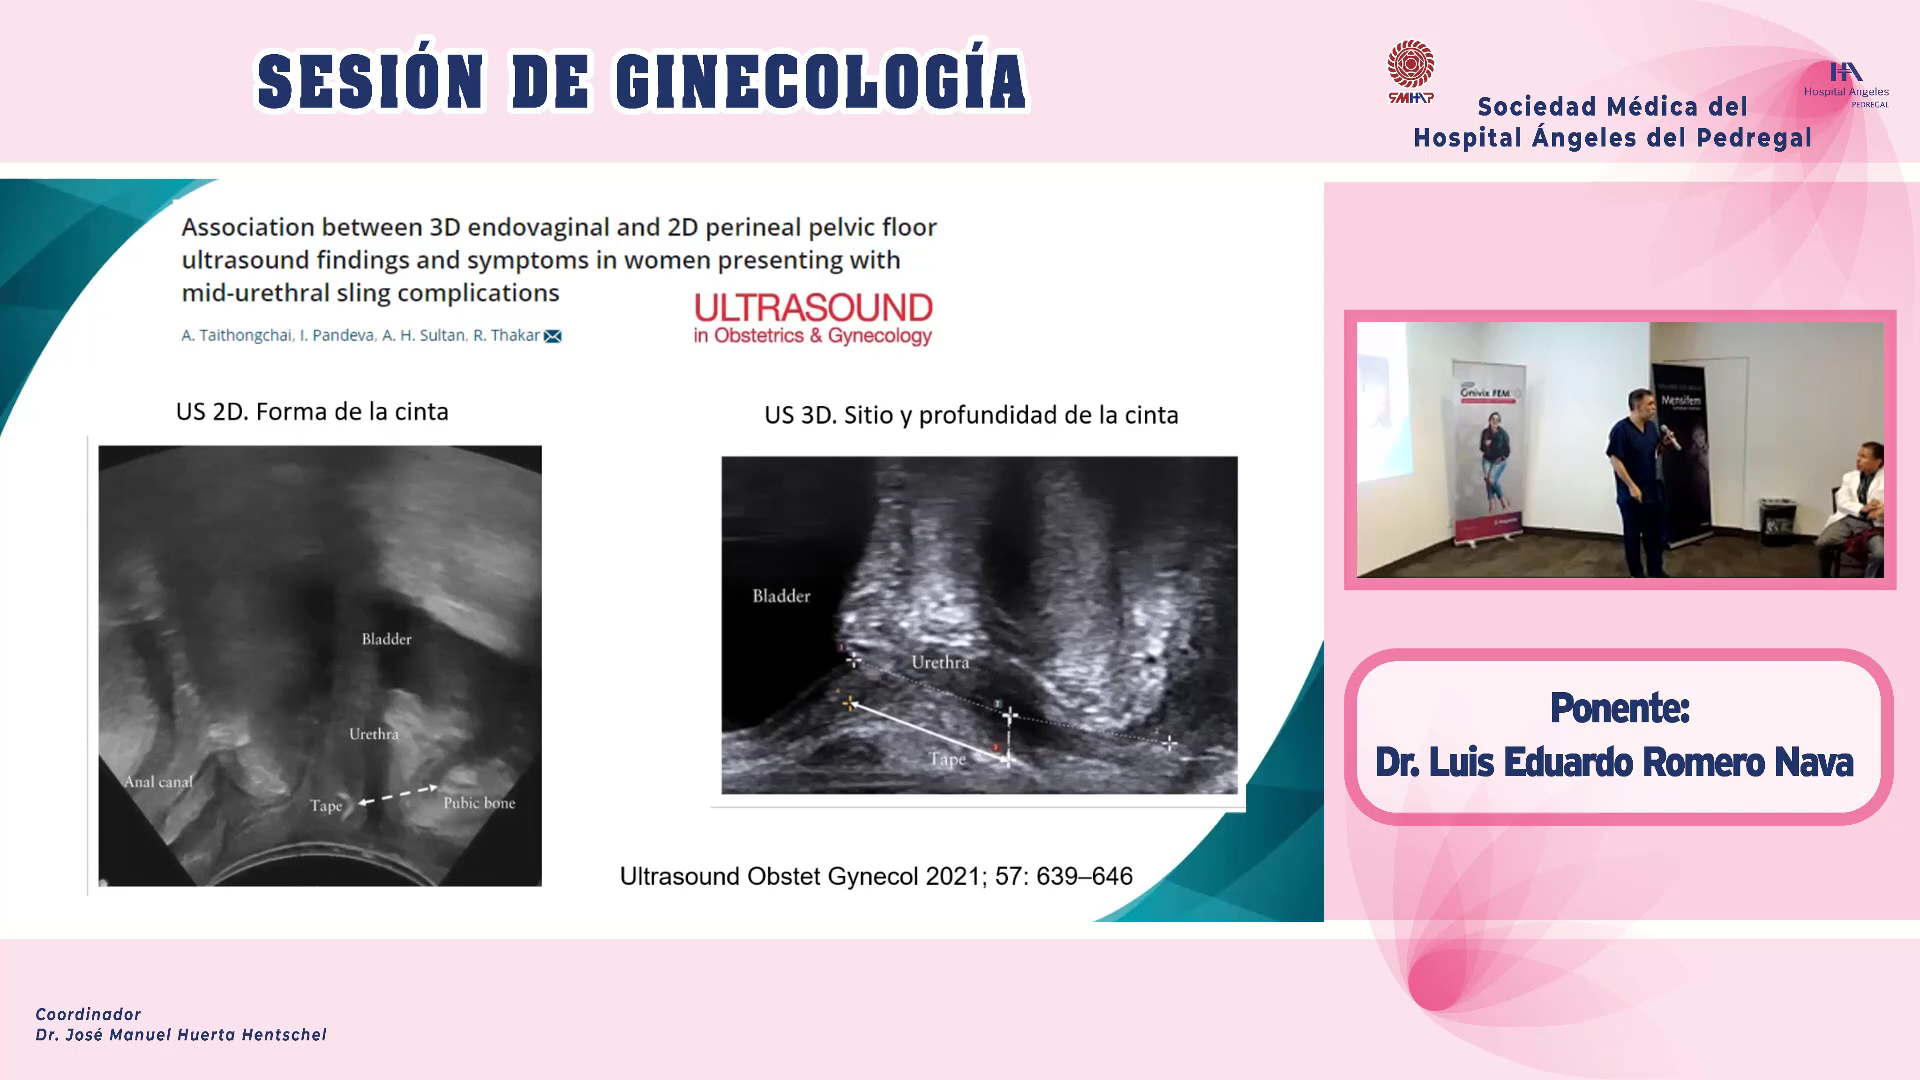 SESIÓN DE GINECOLOGÍA
SMHAP
Sociedad Médica del
Hospital Ángeles del Pedregal
HA
Hospital Angeles
PEDREGAL
Association between 3D endovaginal and 2D perineal pelvic floor
ultrasound findings and symptoms in women presenting with
mid-urethral sling complications
A. Taithongchai, I. Pandeva, A. H. Sultan, R. Thakar
ULTRASOUND
in Obstetrics & Gynecology
US 2D. Forma de la cinta
Bladder
Urethra
Anal canal
Tape
Pubic bone
US 3D. Sitio y profundidad de la cinta
Bladder
Urethra
Tape
Ultrasound Obstet Gynecol 2021; 57: 639–646
Ginivix FEM
Mensifem
Ponente:
Dr. Luis Eduardo Romero Nava
Coordinador
Dr. José Manuel Huerta Hentschel